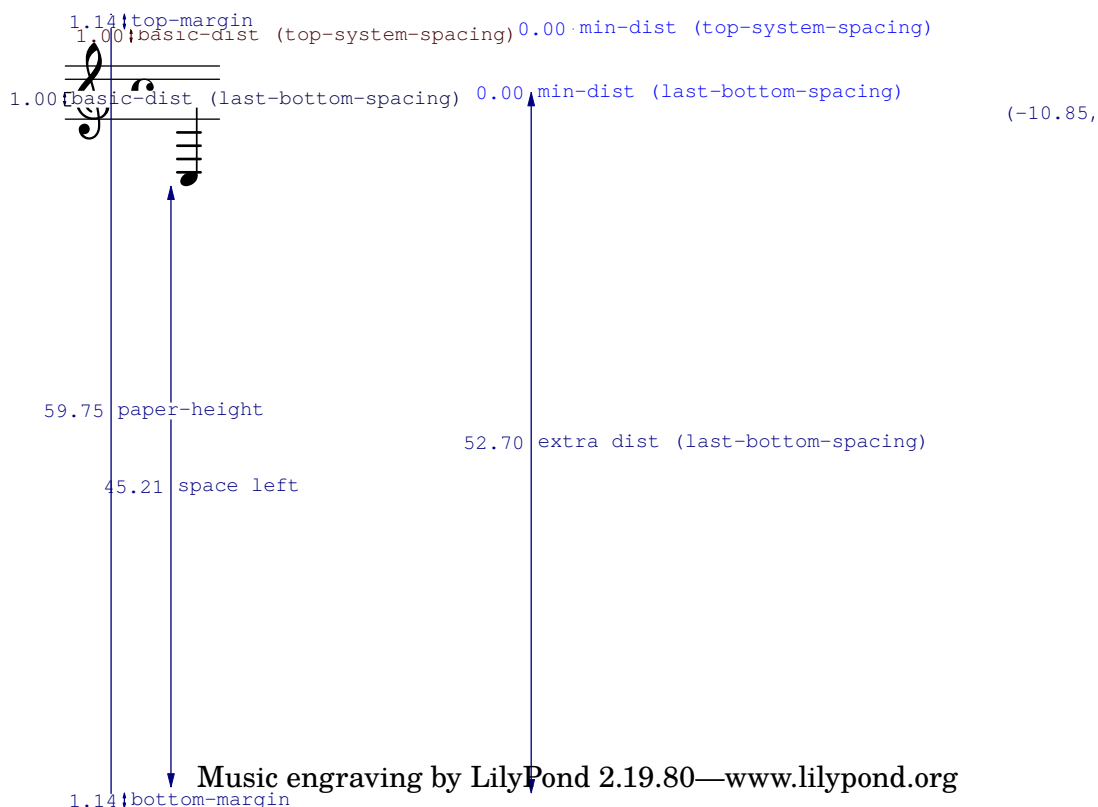 1.14 top-margin
1.00 basic-dist (top-system-spacing) 0.00 min-dist (top-system-spacing)
1.00 basic-dist (last-bottom-spacing) 0.00 min-dist (last-bottom-spacing)
(-10.85,
59.75 paper-height
52.70 extra dist (last-bottom-spacing)
45.21 space left
Music engraving by LilyPond 2.19.80—www.lilypond.org
1.14 bottom-margin